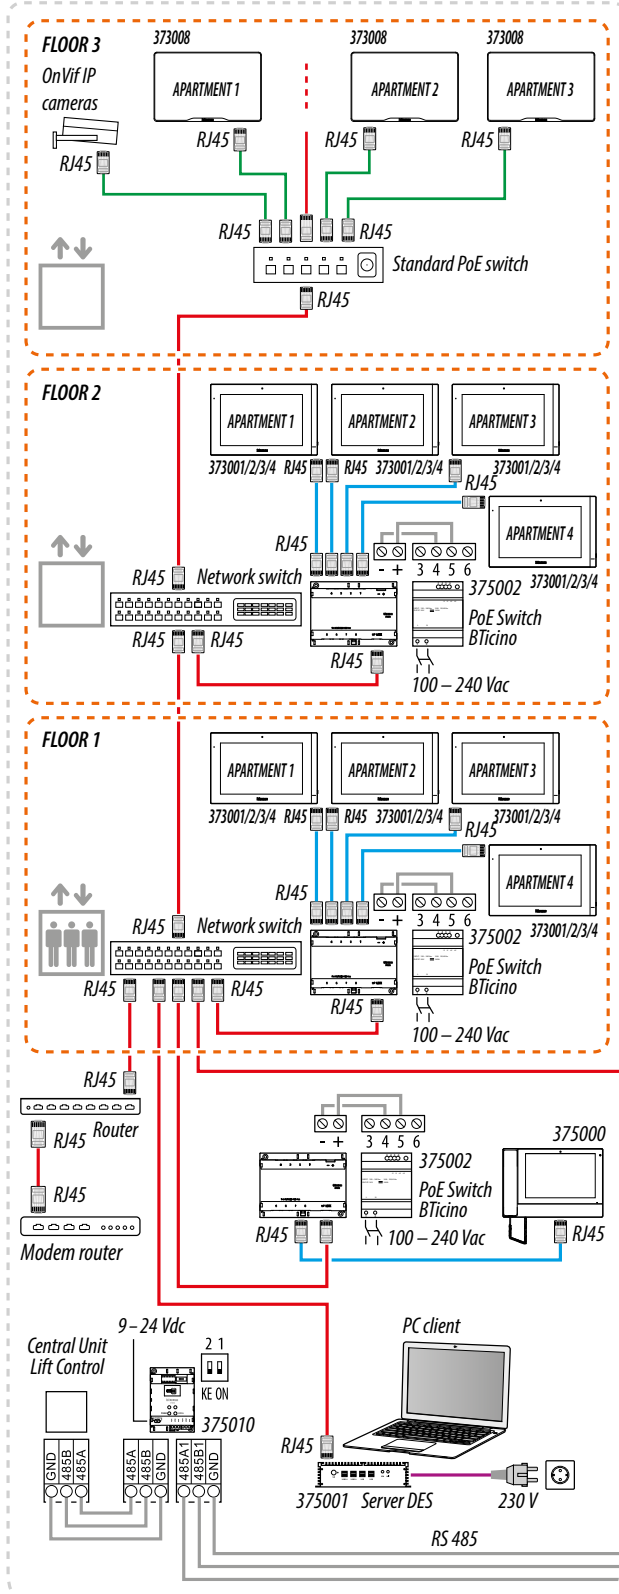 FLOOR 3
373008
373008
373008
OnVif IP
cameras
APARTMENT 1
APARTMENT 2
APARTMENT 3
RJ45
RJ45
RJ45
RJ45
RJ45
RJ45
Standard PoE switch
RJ45
FLOOR 2
APARTMENT 1
APARTMENT 2
APARTMENT 3
373001/2/3/4
RJ45
RJ45
373001/2/3/4
373001/2/3/4
RJ45
APARTMENT 4
RJ45
- + 3 4 5 6
373001/2/3/4
RJ45
Network switch
375002
PoE Switch
BTicino
RJ45
RJ45
RJ45
100 – 240 Vac
FLOOR 1
APARTMENT 1
APARTMENT 2
APARTMENT 3
373001/2/3/4
RJ45
RJ45
373001/2/3/4
373001/2/3/4
RJ45
APARTMENT 4
RJ45
- + 3 4 5 6
373001/2/3/4
RJ45
Network switch
375002
PoE Switch
BTicino
RJ45
RJ45
RJ45
100 – 240 Vac
RJ45
Router
RJ45
RJ45
Modem router
- + 3 4 5 6
375002
PoE Switch
BTicino
375000
RJ45
100 – 240 Vac
RJ45
9 – 24 Vdc
Central Unit
Lift Control
2 1
KE ON
375010
PC client
RJ45
GND
485B
485A
485A
485B
GND
485A1
485B1
GND
375001
Server DES
230 V
RS 485